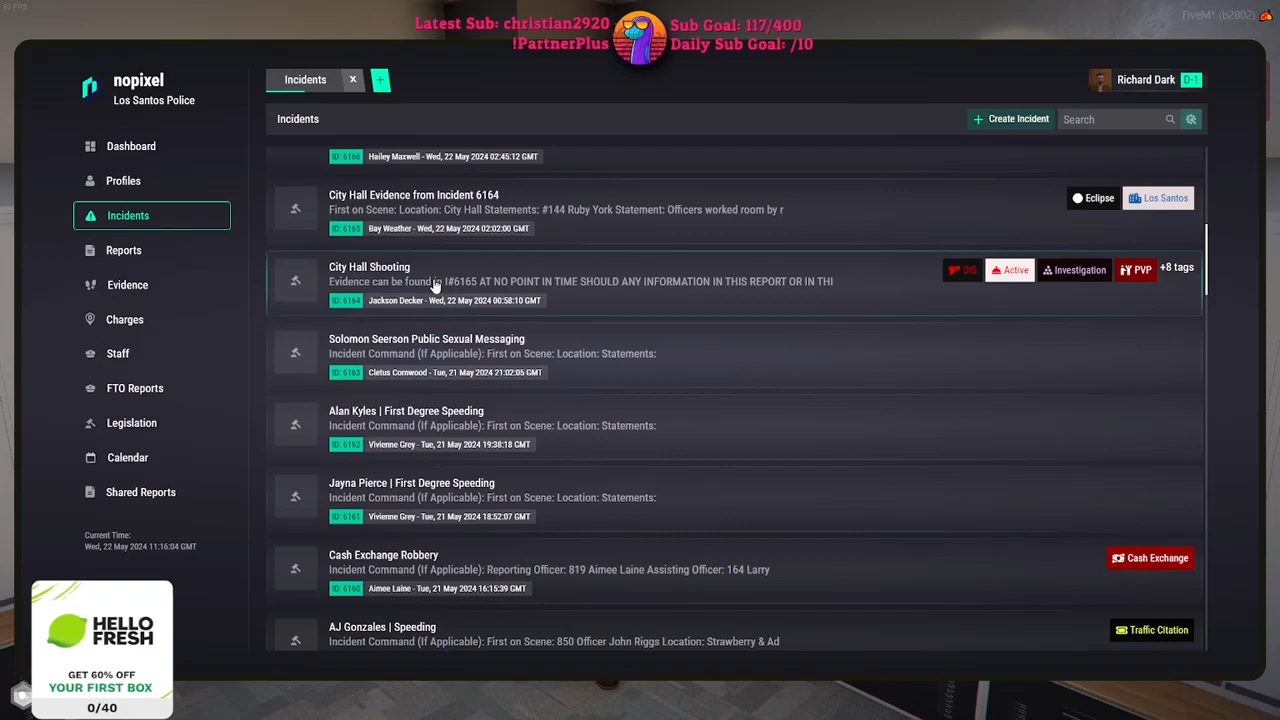 60 FPS
Latest Sub: christian2920
!PartnerPlus
Sub Goal: 117/400
Daily Sub Goal: /10
FiveM* (b2802)
nopixel
Los Santos Police
Dashboard
Profiles
Incidents
Reports
Evidence
Charges
Staff
FTO Reports
Legislation
Calendar
Shared Reports
Current Time:
Wed, 22 May 2024 11:16:04 GMT
HELLO
FRESH
GET 60% OFF
YOUR FIRST BOX
0/40
Incidents x +
Richard Dark D-1
Incidents
+ Create Incident
Search
ID: 6166 Hailey Maxwell - Wed, 22 May 2024 02:45:12 GMT
City Hall Evidence from Incident 6164
First on Scene: Location: City Hall Statements: #144 Ruby York Statement: Officers worked room by r
ID: 6165 Bay Weather - Wed, 22 May 2024 02:02:00 GMT
Eclipse Los Santos
City Hall Shooting
Evidence can be found in I#6165 AT NO POINT IN TIME SHOULD ANY INFORMATION IN THIS REPORT OR IN THI
ID: 6164 Jackson Decker - Wed, 22 May 2024 00:58:10 GMT
OIS Active Investigation PVP +8 tags
Solomon Seerson Public Sexual Messaging
Incident Command (If Applicable): First on Scene: Location: Statements:
ID: 6163 Cletus Cornwood - Tue, 21 May 2024 21:02:05 GMT
Alan Kyles | First Degree Speeding
Incident Command (If Applicable): First on Scene: Location: Statements:
ID: 6162 Vivienne Grey - Tue, 21 May 2024 19:38:18 GMT
Jayna Pierce | First Degree Speeding
Incident Command (If Applicable): First on Scene: Location: Statements:
ID: 6161 Vivienne Grey - Tue, 21 May 2024 18:52:07 GMT
Cash Exchange Robbery
Incident Command (If Applicable): Reporting Officer: 819 Aimee Laine Assisting Officer: 164 Larry
ID: 6160 Aimee Laine - Tue, 21 May 2024 16:15:39 GMT
Cash Exchange
AJ Gonzales | Speeding
Incident Command (If Applicable): First on Scene: 850 Officer John Riggs Location: Strawberry & Ad
Traffic Citation